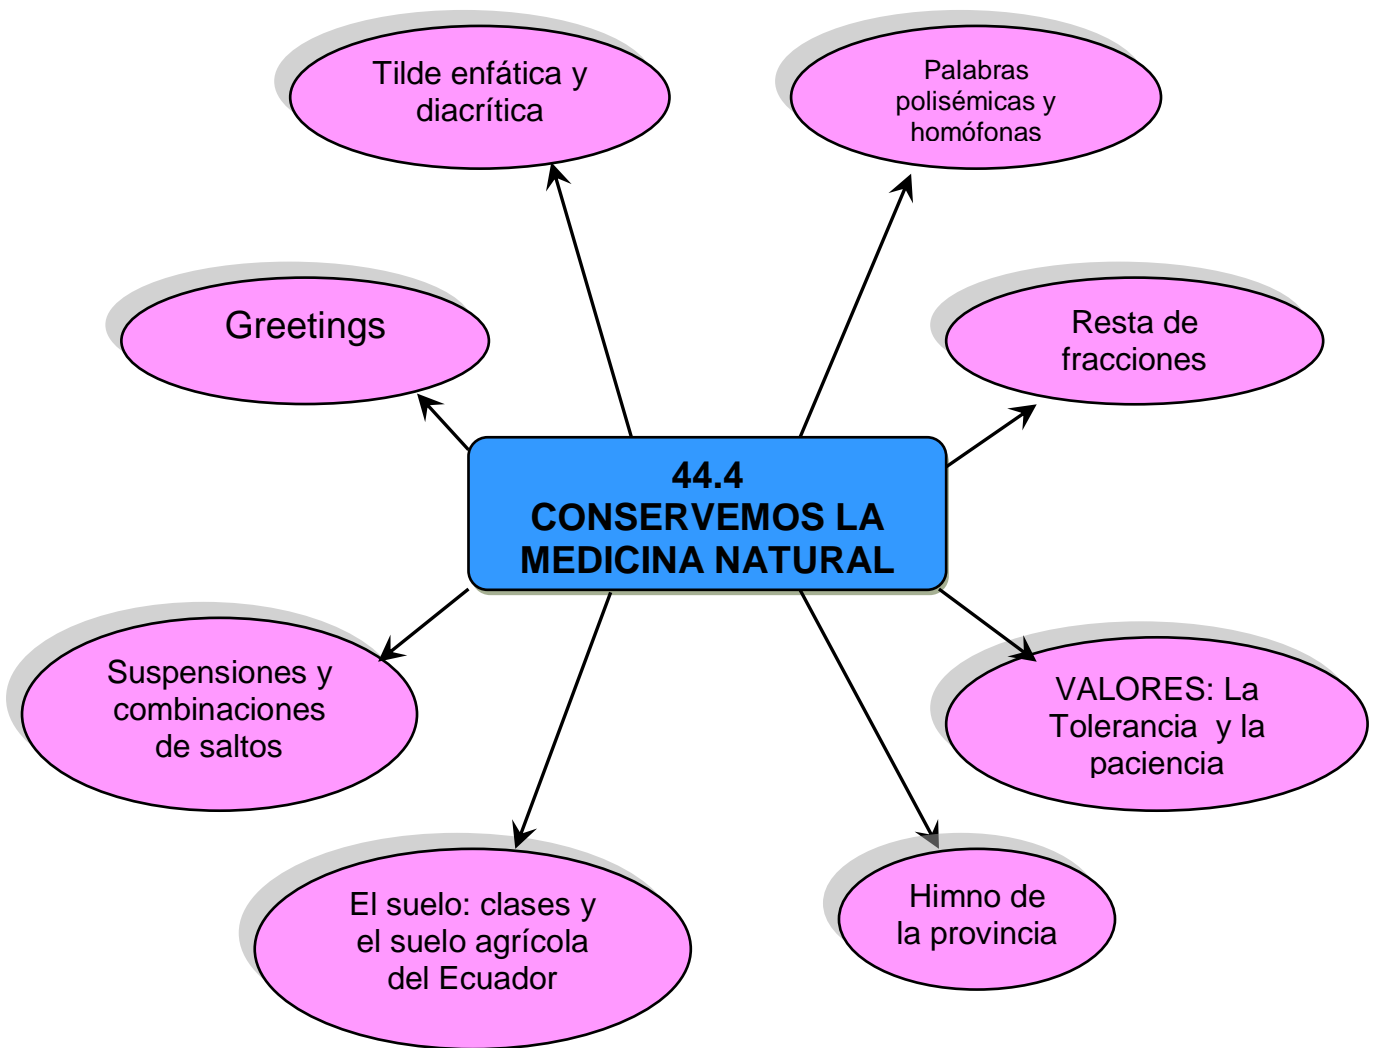 Tilde enfática y
diacrítica
Palabras
polisémicas y
homófonas
Greetings
Resta de
fracciones
44.4
CONSERVEMOS LA
MEDICINA NATURAL
Suspensiones y
combinaciones
de saltos
VALORES: La
Tolerancia  y la
paciencia
El suelo: clases y
el suelo agrícola
del Ecuador
Himno de
la provincia